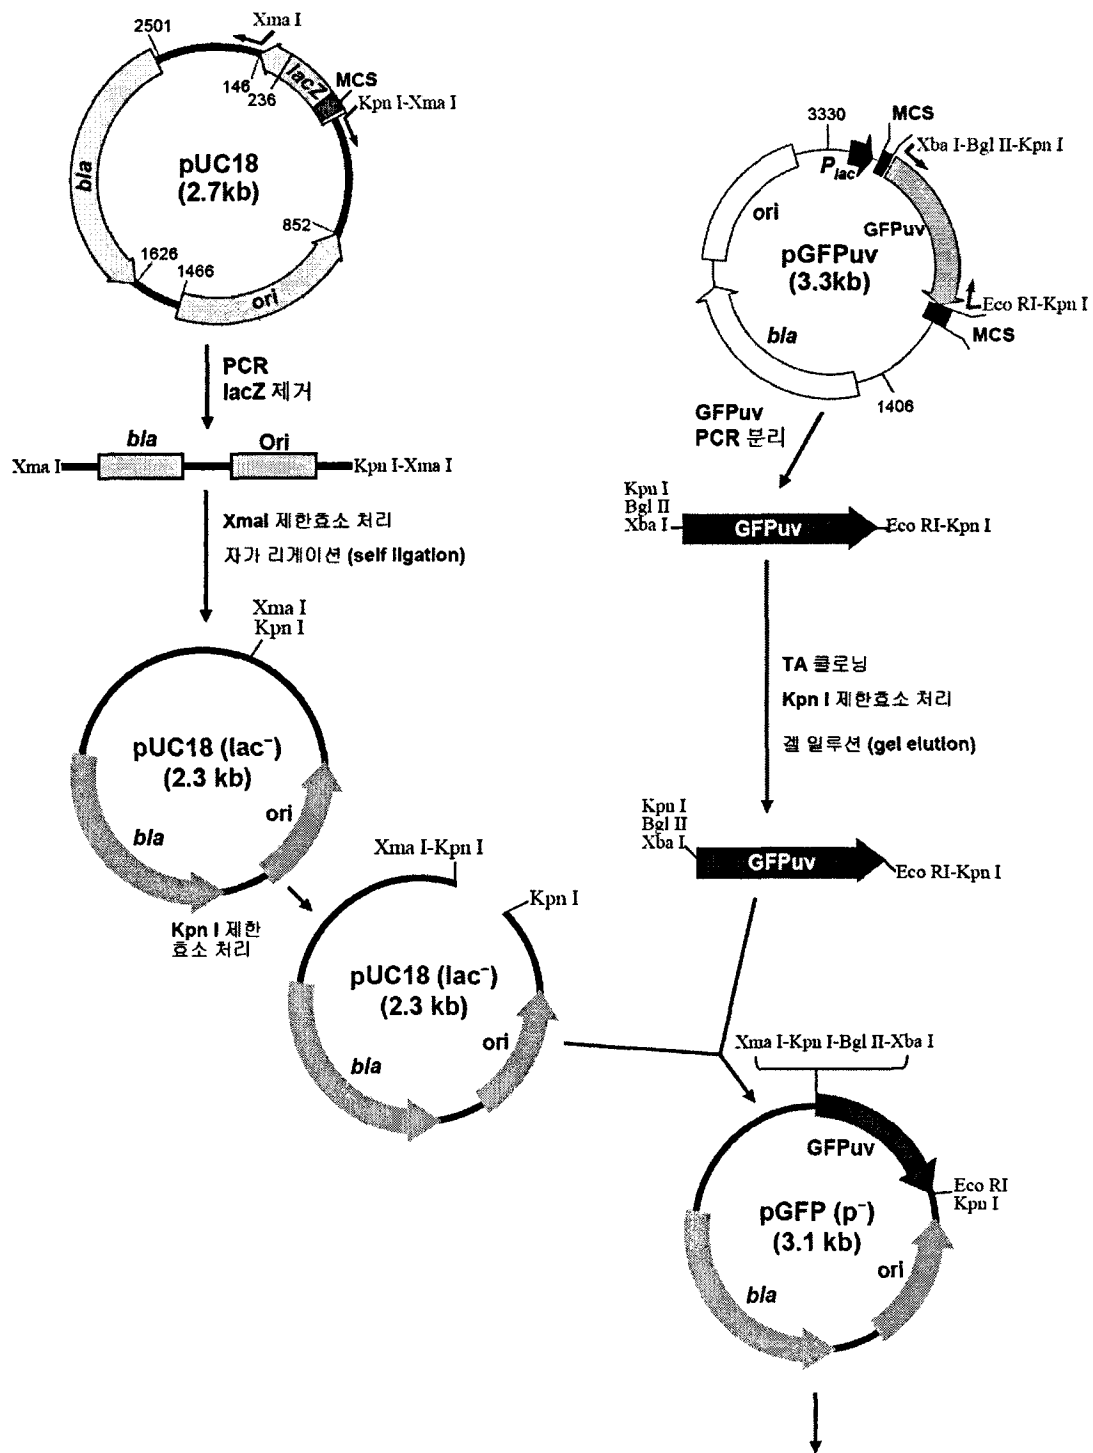 Xma I
2501
146
236
lacZ
MCS
Kpn I-Xma I
bla
pUC18
(2.7kb)
852
1626
1466
ori
PCR
lacZ 제거
bla
Ori
Xma I
Kpn I-Xma I
XmaI 제한효소 처리
자가 리게이션 (self ligation)
Xma I
Kpn I
pUC18 (lac⁻)
(2.3 kb)
ori
bla
Kpn I 제한
효소 처리
Xma I-Kpn I
Kpn I
pUC18 (lac⁻)
(2.3 kb)
ori
bla
3330
MCS
Xba I-Bgl II-Kpn I
Plac
ori
GFPuv
pGFPuv
(3.3kb)
Eco RI-Kpn I
MCS
bla
1406
GFPuv
PCR 분리
Kpn I
Bgl II
Xba I
GFPuv
Eco RI-Kpn I
TA 클로닝
Kpn I 제한효소 처리
겔 일루션 (gel elution)
Kpn I
Bgl II
Xba I
GFPuv
Eco RI-Kpn I
Xma I-Kpn I-Bgl II-Xba I
GFPuv
Eco RI
Kpn I
pGFP (p⁻)
(3.1 kb)
ori
bla